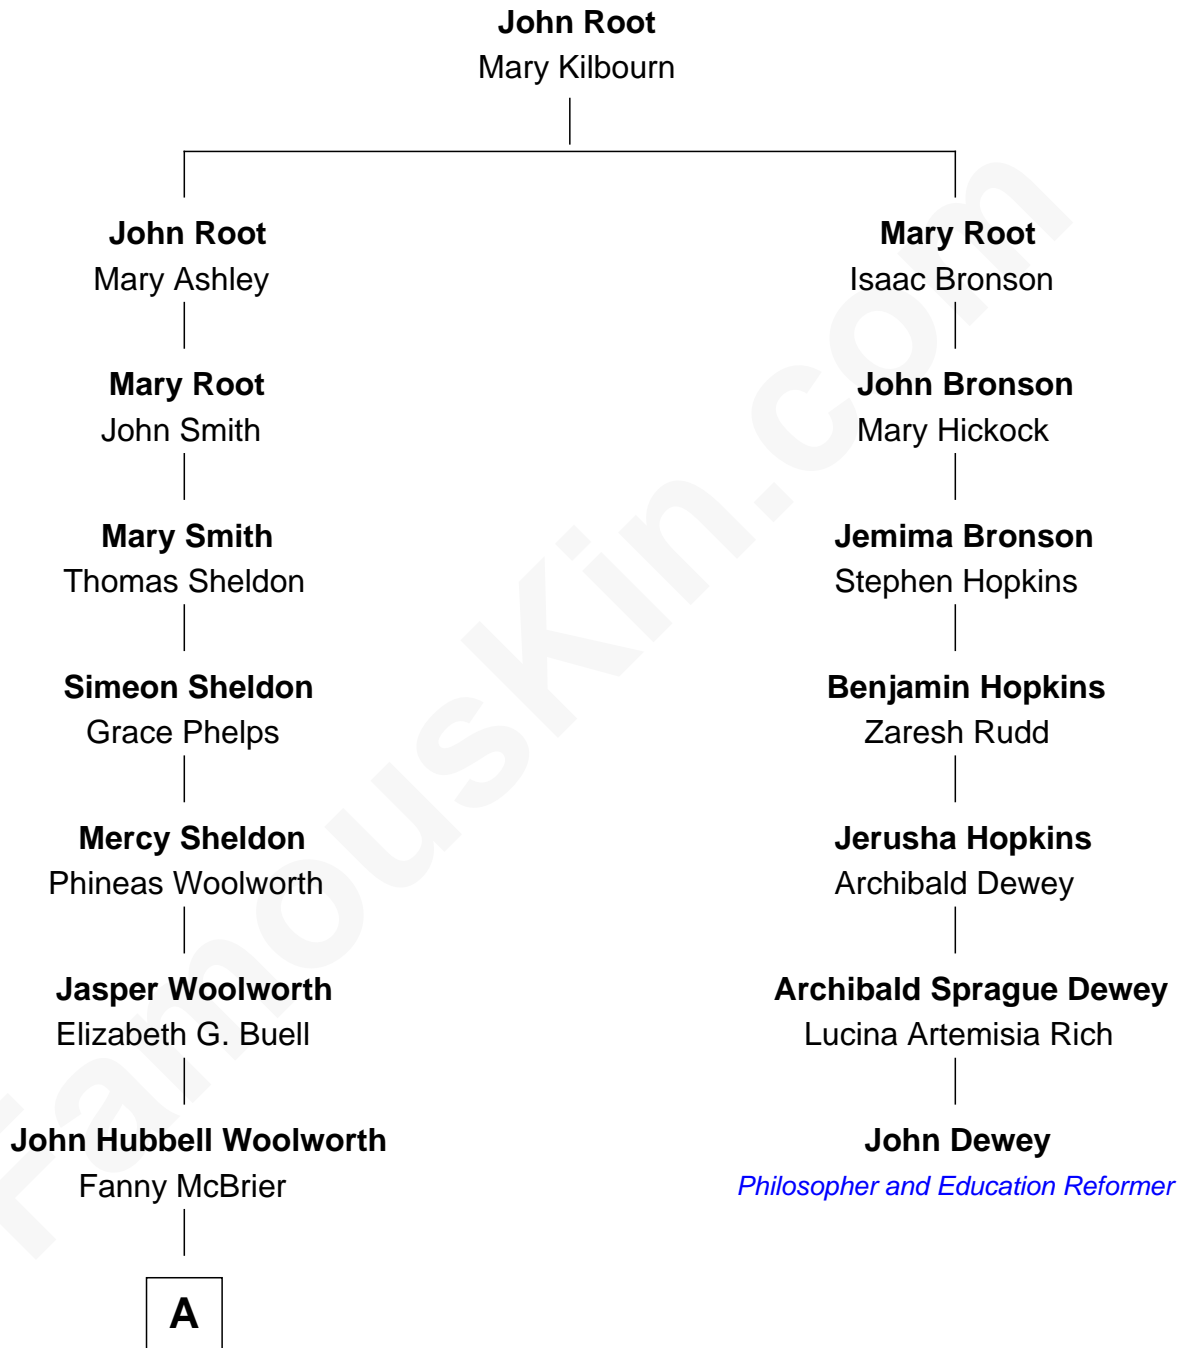 John Root
Mary Kilbourn
John Root
Mary Ashley
Mary Root
Isaac Bronson
Mary Root
John Smith
John Bronson
Mary Hickock
Mary Smith
Thomas Sheldon
Jemima Bronson
Stephen Hopkins
Simeon Sheldon
Grace Phelps
Benjamin Hopkins
Zaresh Rudd
Mercy Sheldon
Phineas Woolworth
Jerusha Hopkins
Archibald Dewey
Jasper Woolworth
Elizabeth G. Buell
Archibald Sprague Dewey
Lucina Artemisia Rich
John Hubbell Woolworth
Fanny McBrier
John Dewey
Philosopher and Education Reformer
A
FamousKin.com